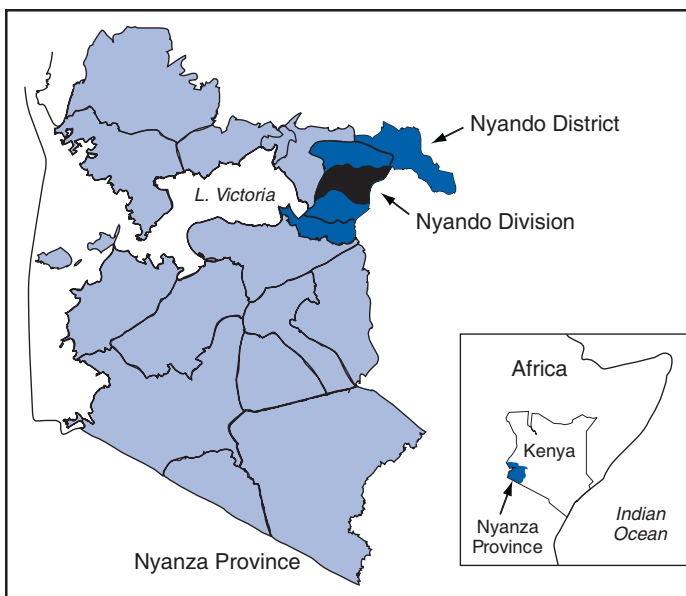 Nyando District
L. Victoria
Nyando Division
Africa
Kenya
Nyanza
Province
Indian
Ocean
Nyanza Province